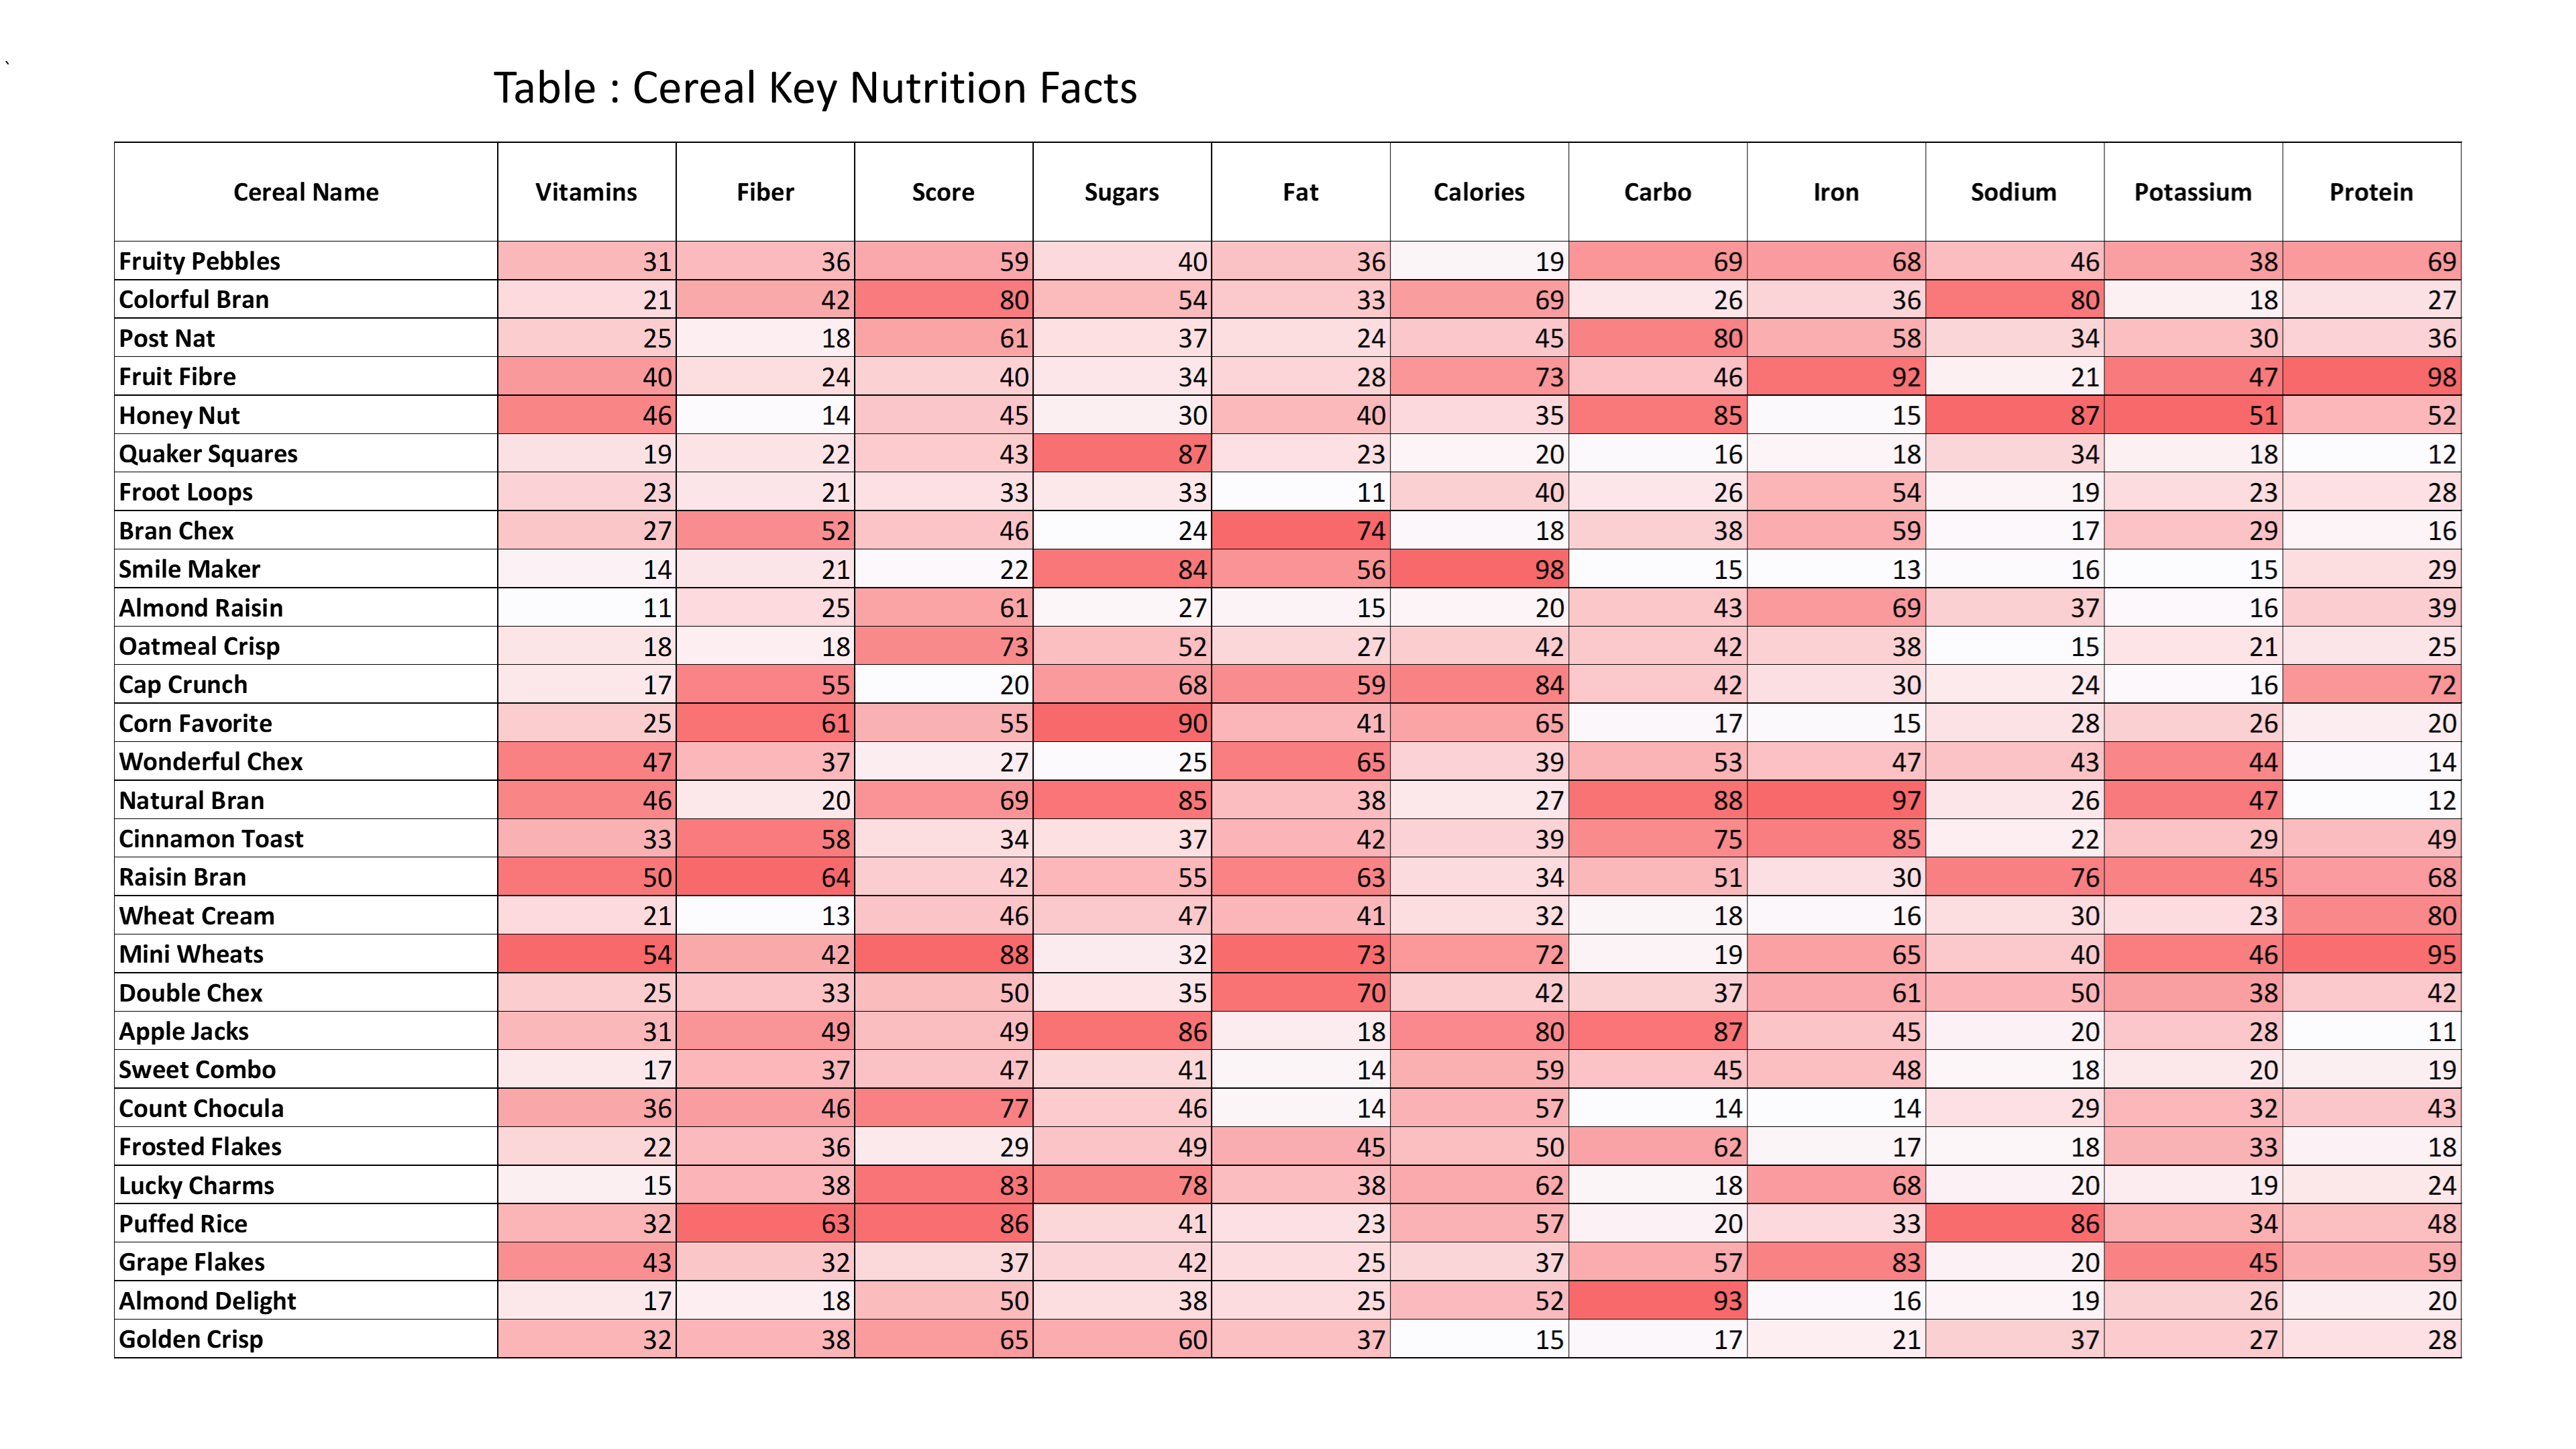 `
Table : Cereal Key Nutrition Facts
Cereal Name Vitamins Fiber Score Sugars Fat Calories Carbo Iron Sodium Potassium Protein
Fruity Pebbles 31 36 59 40 36 19 69 68 46 38 69
Colorful Bran 21 42 80 54 33 69 26 36 80 18 27
Post Nat 25 18 61 37 24 45 80 58 34 30 36
Fruit Fibre 40 24 40 34 28 73 46 92 21 47 98
Honey Nut 46 14 45 30 40 35 85 15 87 51 52
Quaker Squares 19 22 43 87 23 20 16 18 34 18 12
Froot Loops 23 21 33 33 11 40 26 54 19 23 28
Bran Chex 27 52 46 24 74 18 38 59 17 29 16
Smile Maker 14 21 22 84 56 98 15 13 16 15 29
Almond Raisin 11 25 61 27 15 20 43 69 37 16 39
Oatmeal Crisp 18 18 73 52 27 42 42 38 15 21 25
Cap Crunch 17 55 20 68 59 84 42 30 24 16 72
Corn Favorite 25 61 55 90 41 65 17 15 28 26 20
Wonderful Chex 47 37 27 25 65 39 53 47 43 44 14
Natural Bran 46 20 69 85 38 27 88 97 26 47 12
Cinnamon Toast 33 58 34 37 42 39 75 85 22 29 49
Raisin Bran 50 64 42 55 63 34 51 30 76 45 68
Wheat Cream 21 13 46 47 41 32 18 16 30 23 80
Mini Wheats 54 42 88 32 73 72 19 65 40 46 95
Double Chex 25 33 50 35 70 42 37 61 50 38 42
Apple Jacks 31 49 49 86 18 80 87 45 20 28 11
Sweet Combo 17 37 47 41 14 59 45 48 18 20 19
Count Chocula 36 46 77 46 14 57 14 14 29 32 43
Frosted Flakes 22 36 29 49 45 50 62 17 18 33 18
Lucky Charms 15 38 83 78 38 62 18 68 20 19 24
Puffed Rice 32 63 86 41 23 57 20 33 86 34 48
Grape Flakes 43 32 37 42 25 37 57 83 20 45 59
Almond Delight 17 18 50 38 25 52 93 16 19 26 20
Golden Crisp 32 38 65 60 37 15 17 21 37 27 28